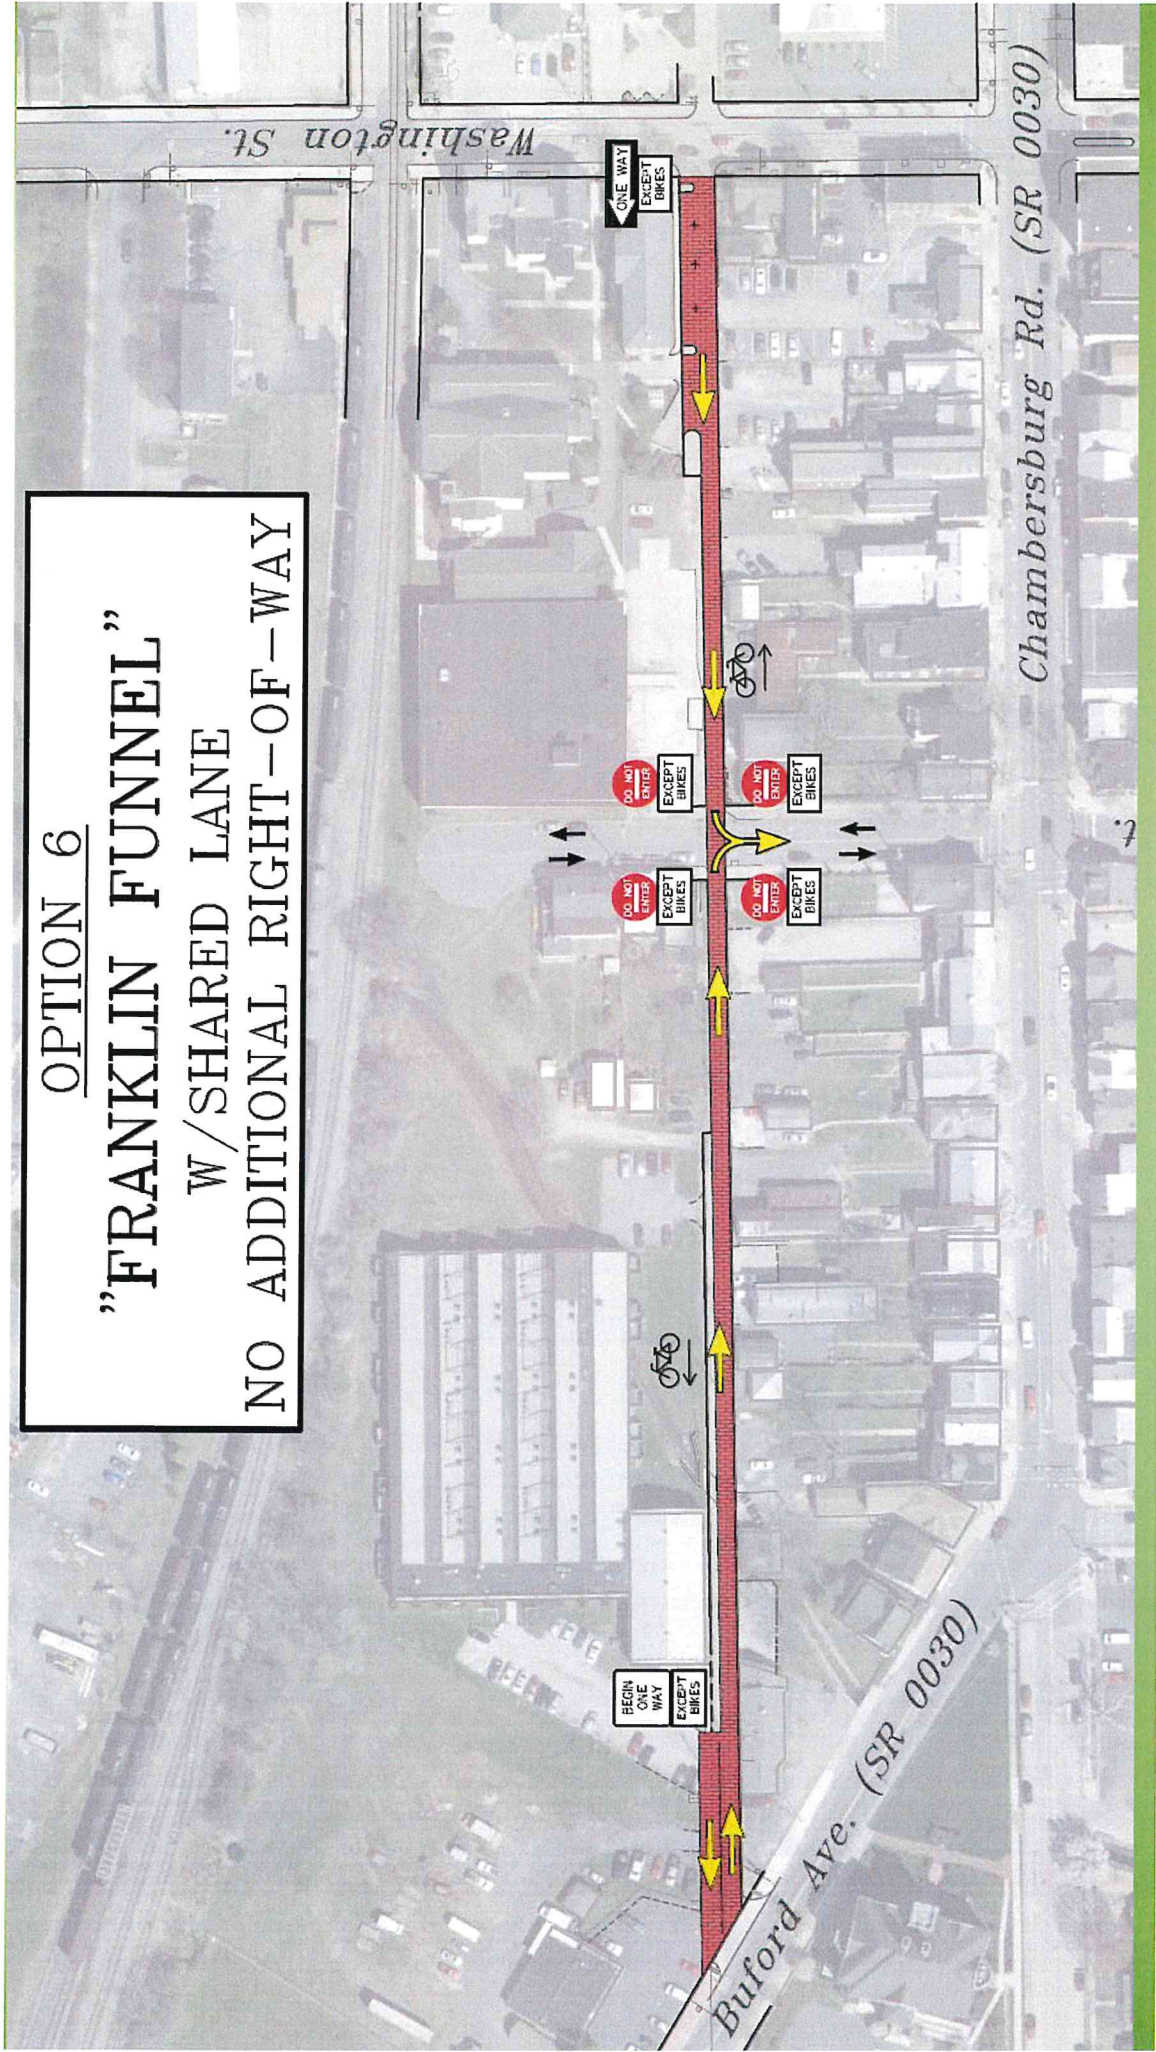 OPTION 6
"FRANKLIN FUNNEL"
W/SHARED LANE
NO ADDITIONAL RIGHT-OF-WAY
Washington St.
ONE WAY
EXCEPT
BIKES
DO NOT
ENTER
EXCEPT
BIKES
DO NOT
ENTER
EXCEPT
BIKES
DO NOT
ENTER
EXCEPT
BIKES
DO NOT
ENTER
EXCEPT
BIKES
BEGIN
ONE
WAY
EXCEPT
BIKES
Buford Ave. (SR 0030)
Chambersburg Rd. (SR 0030)
t.